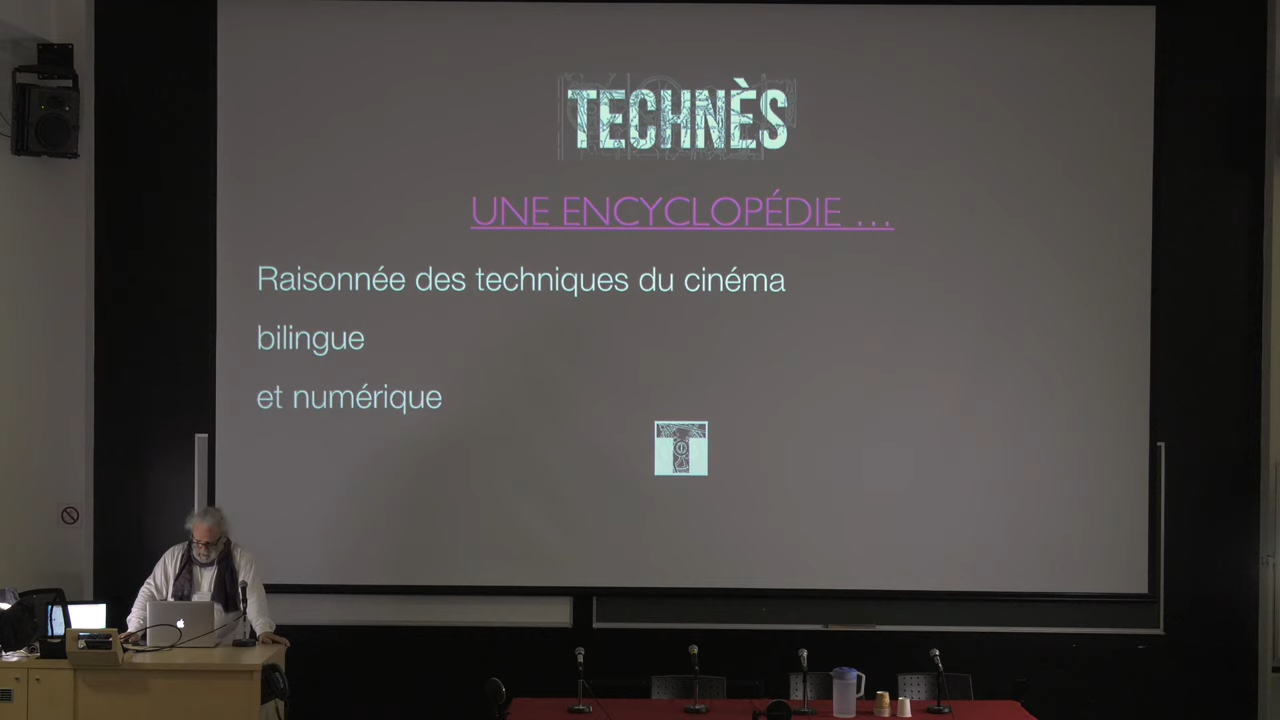 TECHNÈS
UNE ENCYCLOPÉDIE ...
Raisonnée des techniques du cinéma
bilingue
et numérique
T